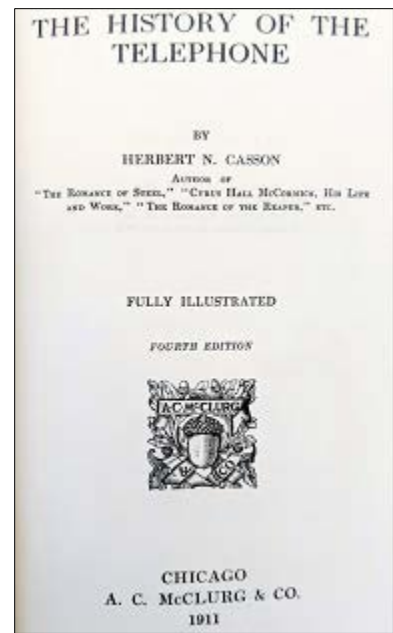 THE HISTORY OF THE
TELEPHONE
BY
HERBERT N. CASSON
AUTHOR OF
"THE ROMANCE OF STEEL," "CYRUS HALL MCCORMICK, HIS LIFE
AND WORK," "THE ROMANCE OF THE REAPER," ETC.
FULLY ILLUSTRATED
FOURTH EDITION
A·C·McCLURG
& CO
CHICAGO
A. C. McCLURG & CO.
1911